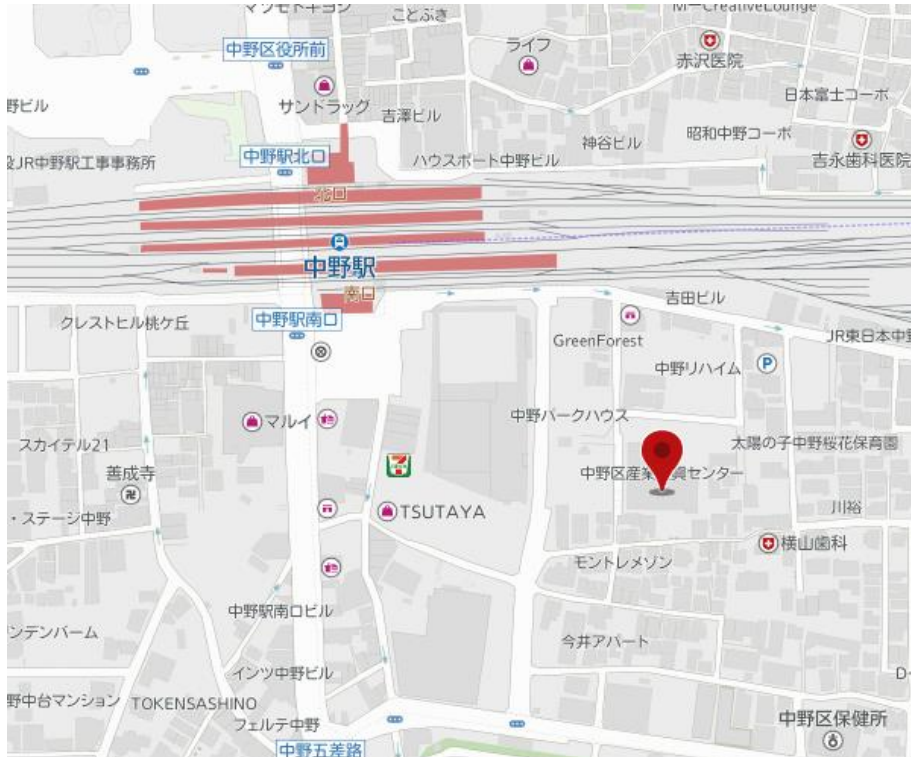 マツモトキヨシ
ことぶき
M－CreativeLounge
中野区役所前
ライフ
赤沢医院
野ビル
サンドラッグ
吉澤ビル
日本富士コーポ
神谷ビル
昭和中野コーポ
役JR中野駅工事事務所
中野駅北口
ハウスポート中野ビル
吉永歯科医院
北口
中野駅
南口
吉田ビル
クレストヒル桃ケ丘
中野駅南口
GreenForest
JR東日本中野
中野リハイム
P
マルイ
中野パークハウス
スカイテル21
太陽の子中野桜花保育園
善成寺
中野区産業
興センター
TSUTAYA
川裕
・ステージ中野
横山歯科
モントレメゾン
中野駅南口ビル
ンデンバーム
今井アパート
インツ中野ビル
野中台マンション
TOKENSASHINO
フェルテ中野
中野区保健所
中野五差路